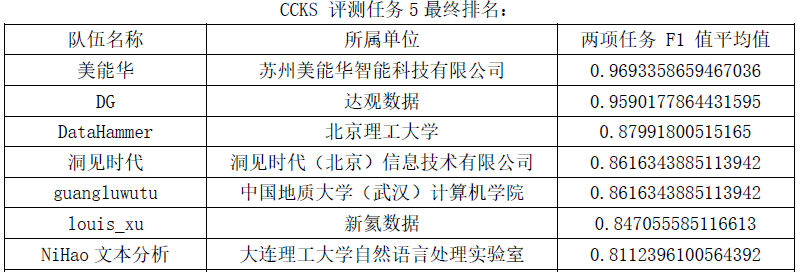 CCKS 评测任务5最终排名：
队伍名称 所属单位 两项任务 F1 值平均值
美能华 苏州美能华智能科技有限公司 0.9693358659467036
DG 达观数据 0.9590177864431595
DataHammer 北京理工大学 0.87991800515165
洞见时代 洞见时代（北京）信息技术有限公司 0.8616343885113942
guangluwutu 中国地质大学（武汉）计算机学院 0.8616343885113942
louis_xu 新氦数据 0.847055585116613
NiHao文本分析 大连理工大学自然语言处理实验室 0.8112396100564392